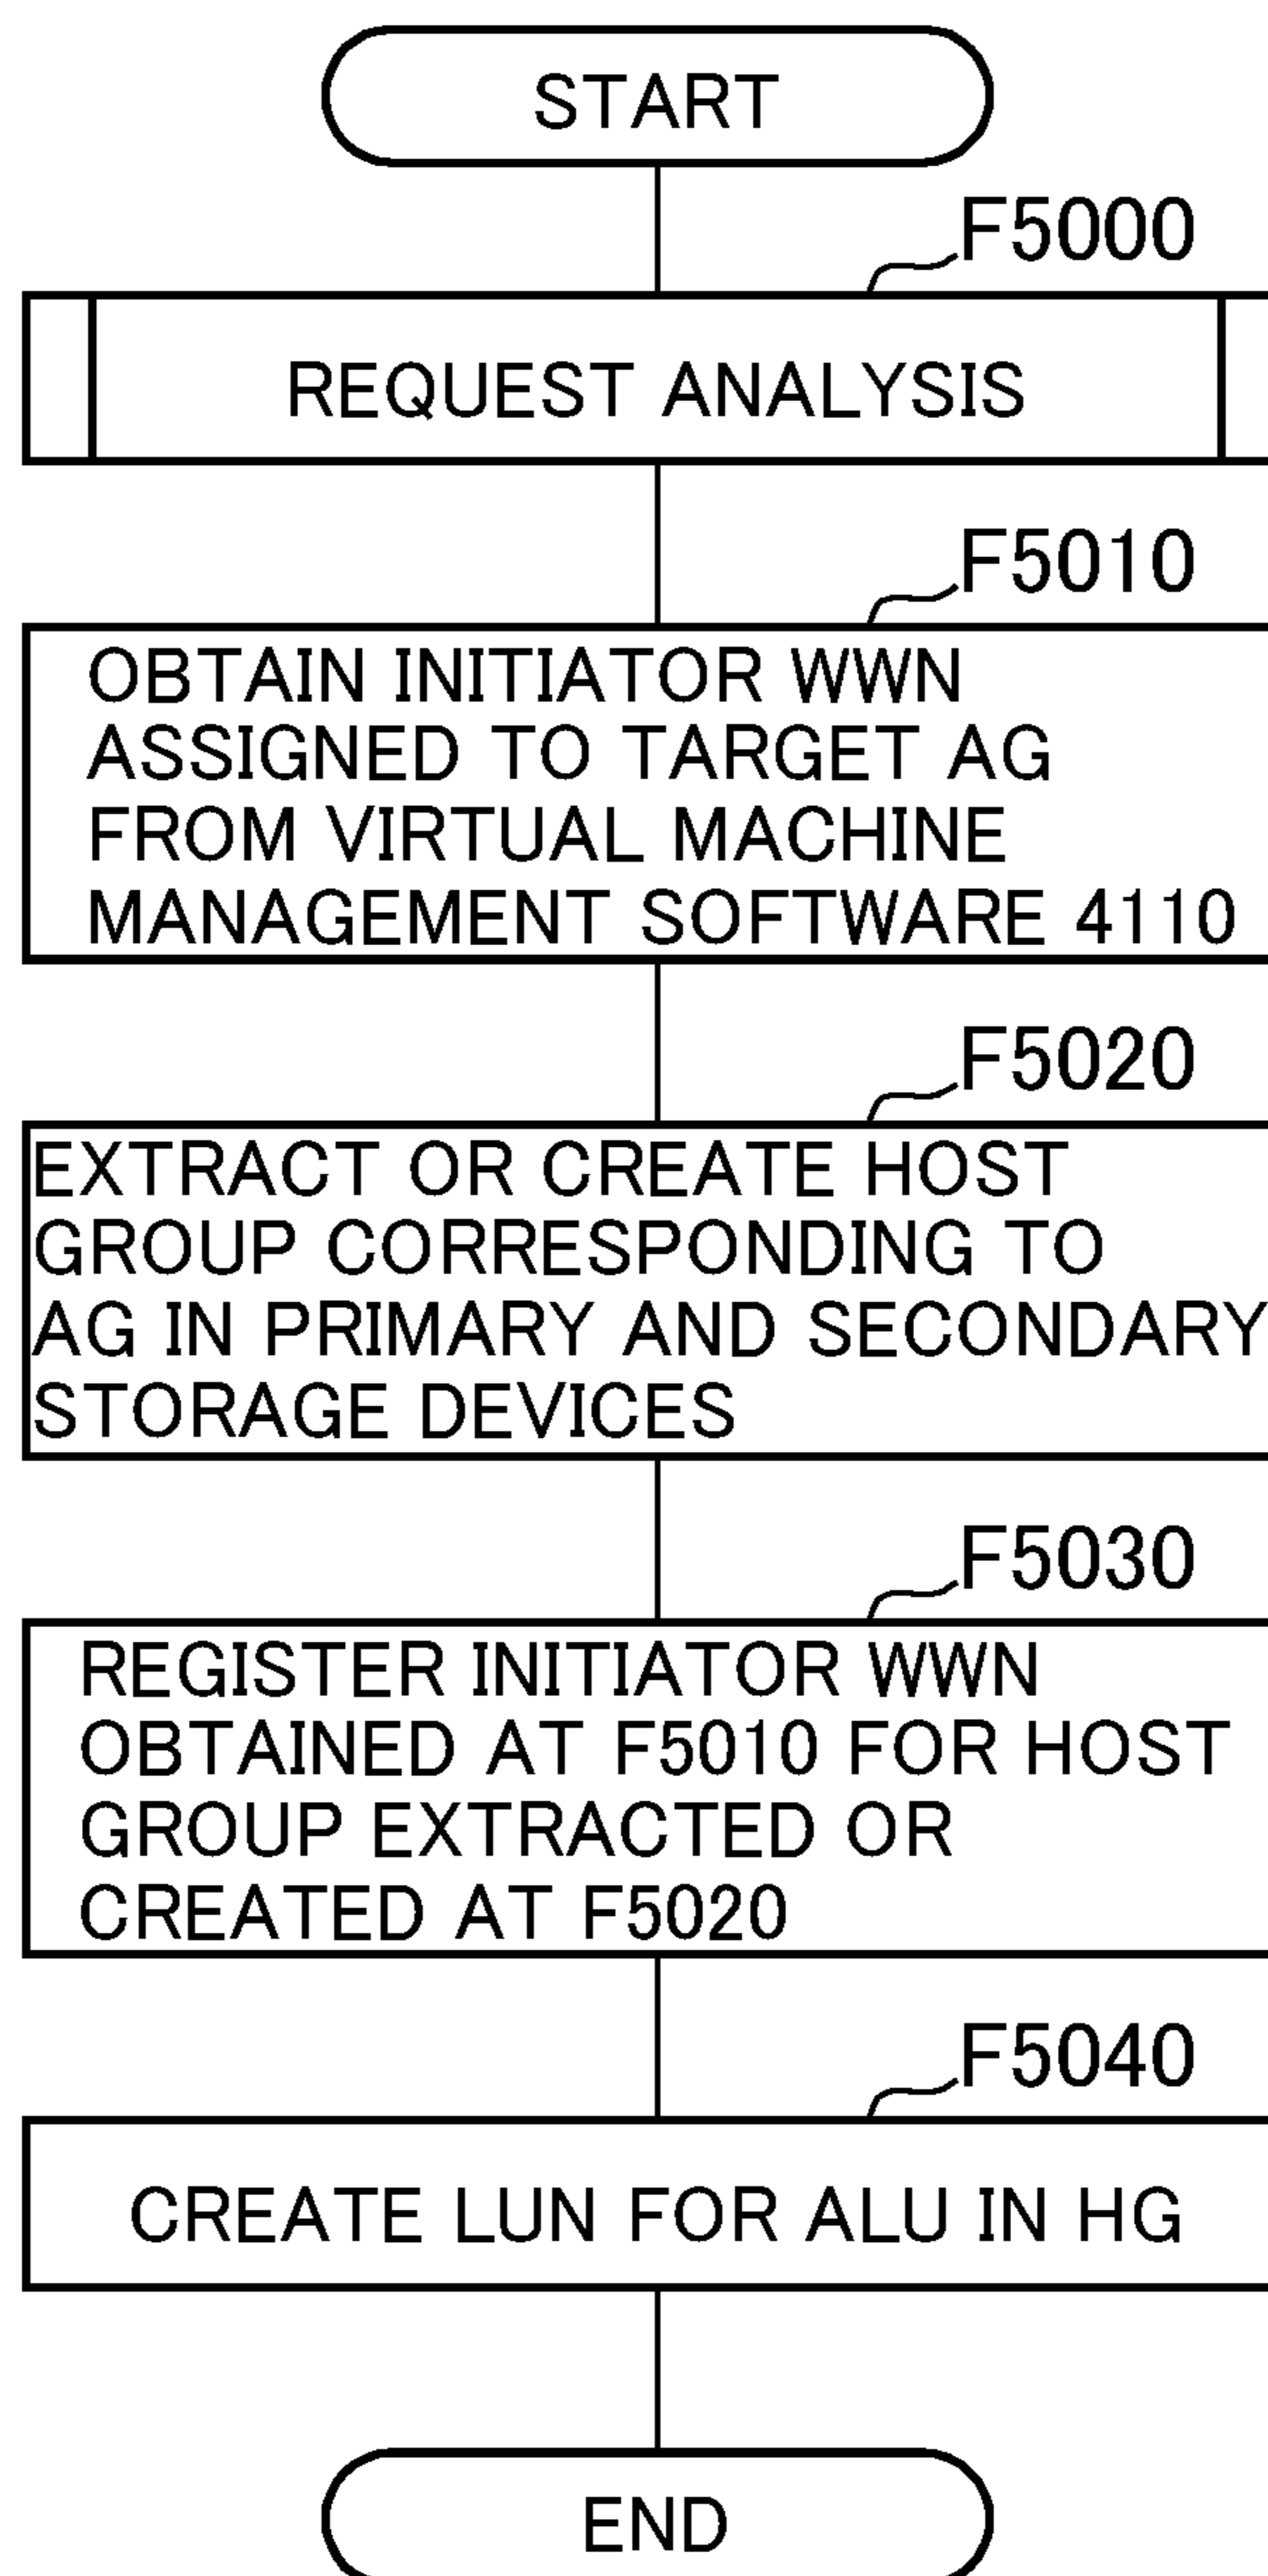 START
F5000
REQUEST ANALYSIS
F5010
OBTAIN INITIATOR WWN
ASSIGNED TO TARGET AG
FROM VIRTUAL MACHINE
MANAGEMENT SOFTWARE 4110
F5020
EXTRACT OR CREATE HOST
GROUP CORRESPONDING TO
AG IN PRIMARY AND SECONDARY
STORAGE DEVICES
F5030
REGISTER INITIATOR WWN
OBTAINED AT F5010 FOR HOST
GROUP EXTRACTED OR
CREATED AT F5020
F5040
CREATE LUN FOR ALU IN HG
END